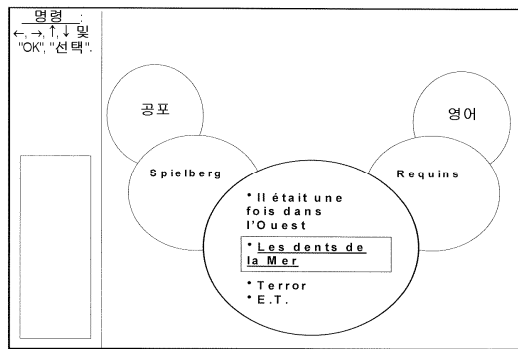 명령 :
←, →, ↑, ↓ 및
"OK", "선택".
공포
영어
Spielberg
Requins
• Il était une
fois dans
l'Ouest
• Les dents de
la Mer
• Terror
• E.T.